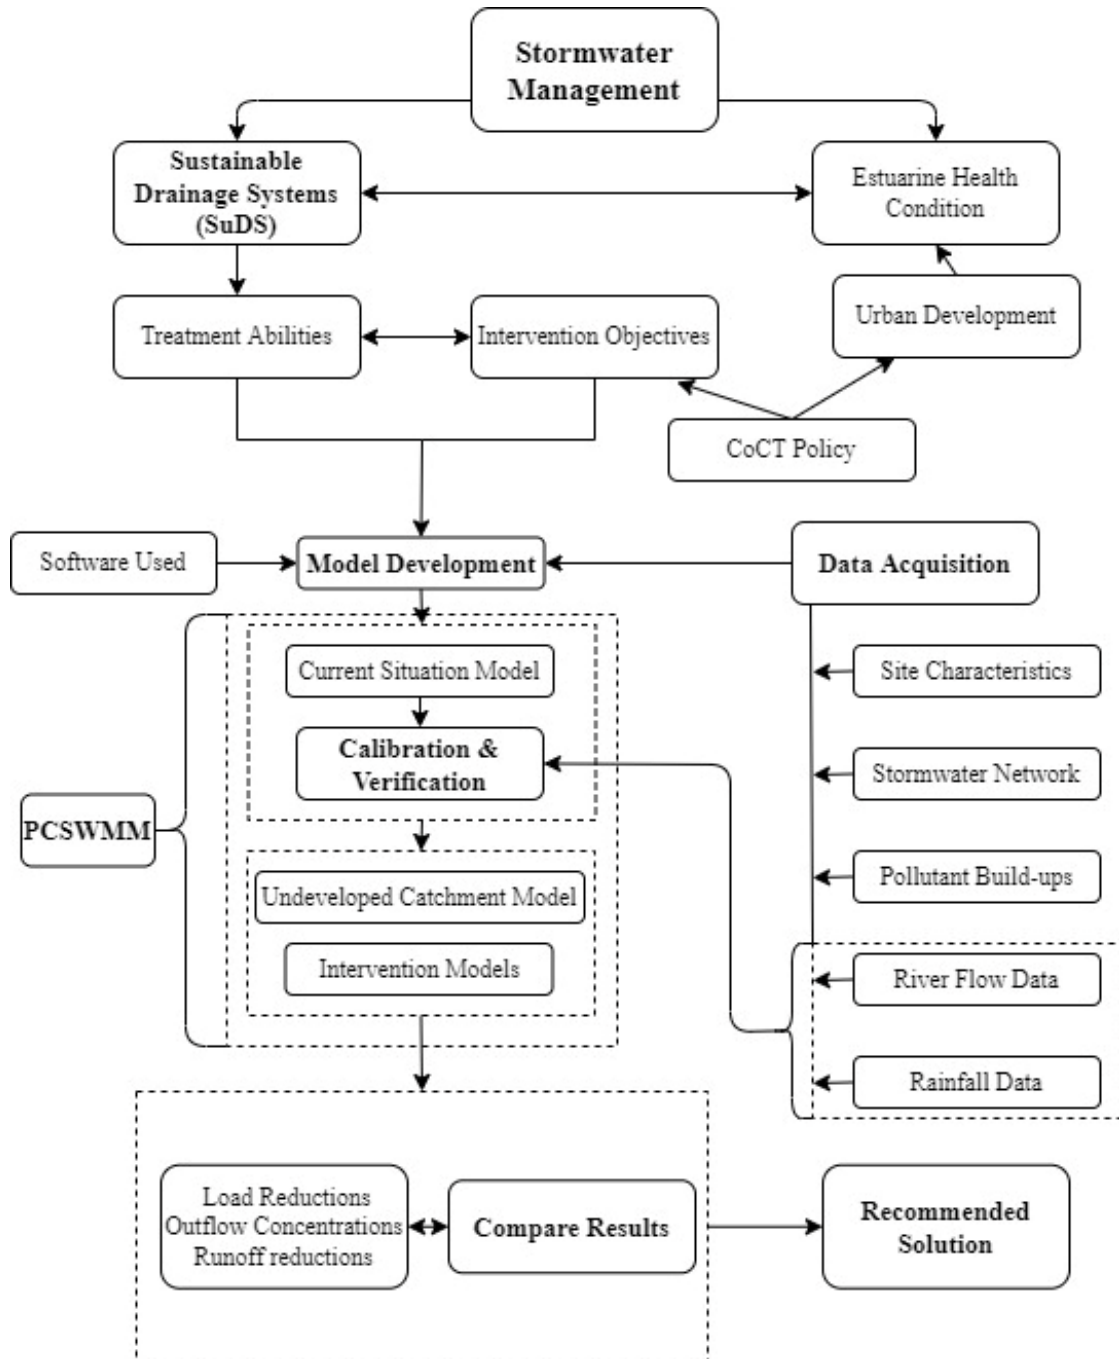 Stormwater
Management
Sustainable
Drainage Systems
(SuDS)
Estuarine Health
Condition
Treatment Abilities
Intervention Objectives
Urban Development
CoCT Policy
Software Used
Model Development
Data Acquisition
Current Situation Model
Site Characteristics
Calibration &
Verification
Stormwater Network
PCSWMM
Undeveloped Catchment Model
Pollutant Build-ups
Intervention Models
River Flow Data
Rainfall Data
Load Reductions
Outflow Concentrations
Runoff reductions
Compare Results
Recommended
Solution